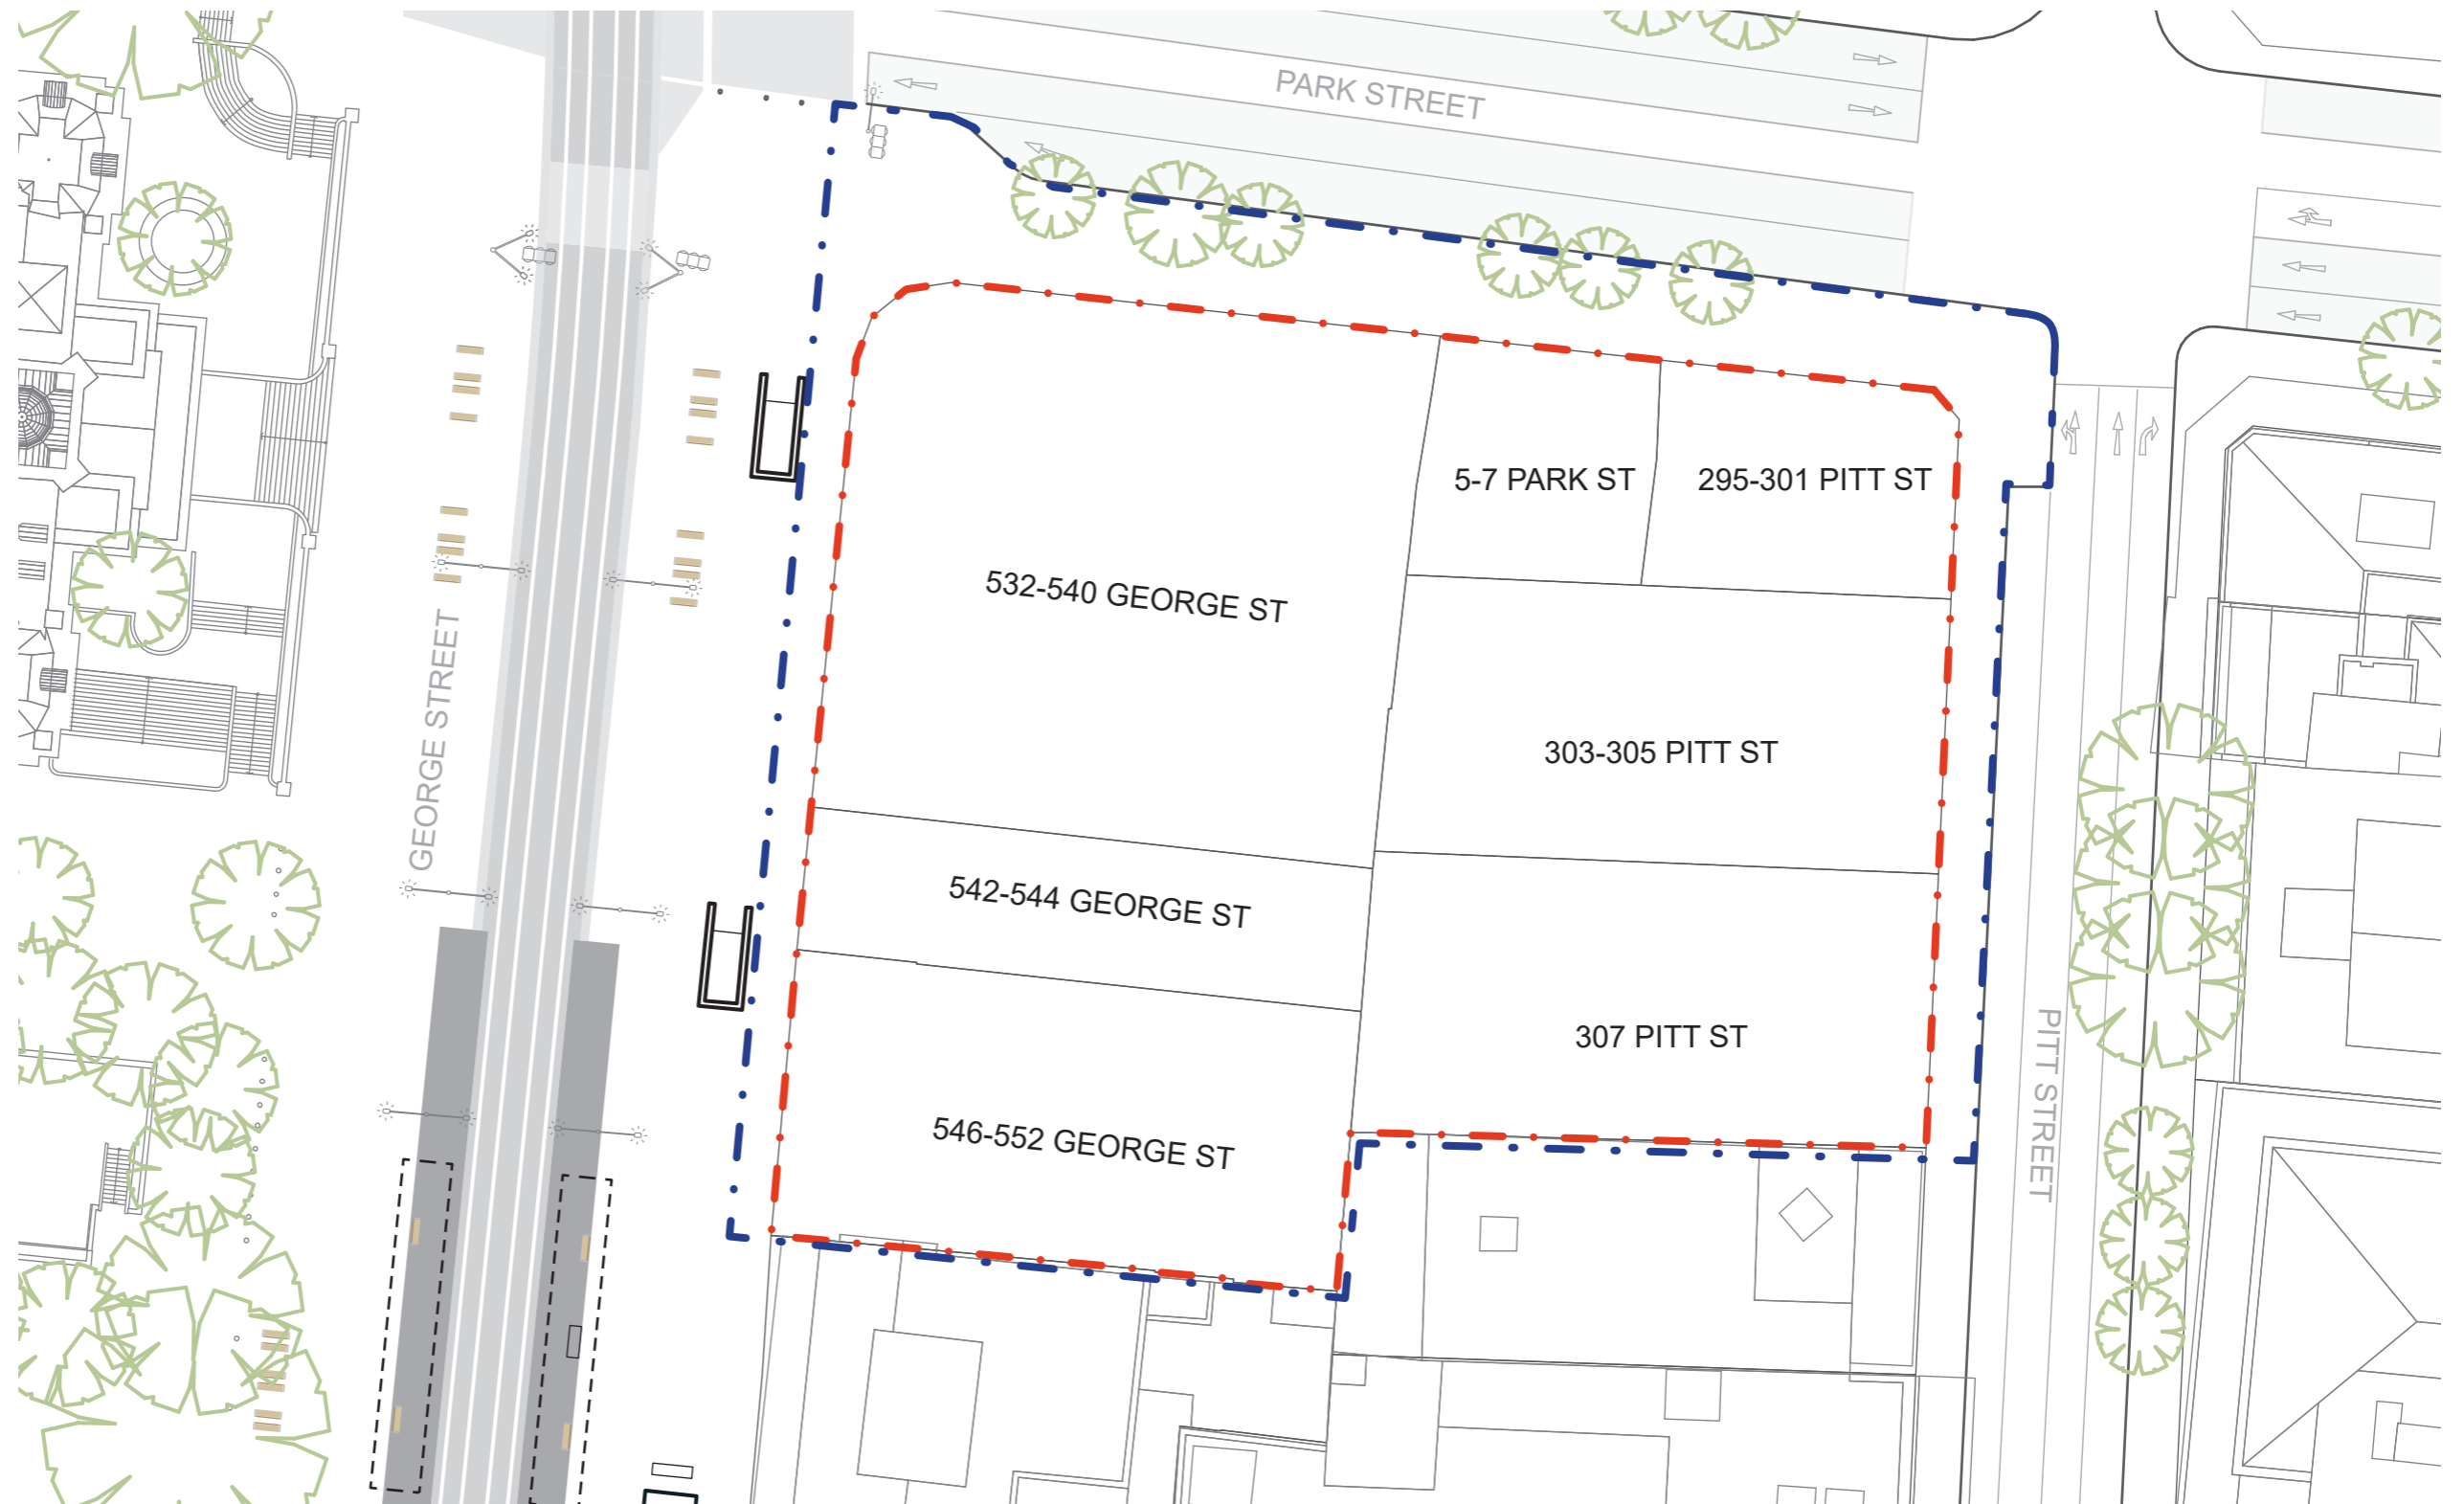 PARK STREET
5-7 PARK ST
295-301 PITT ST
532-540 GEORGE ST
GEORGE STREET
303-305 PITT ST
542-544 GEORGE ST
307 PITT ST
PITT STREET
546-552 GEORGE ST